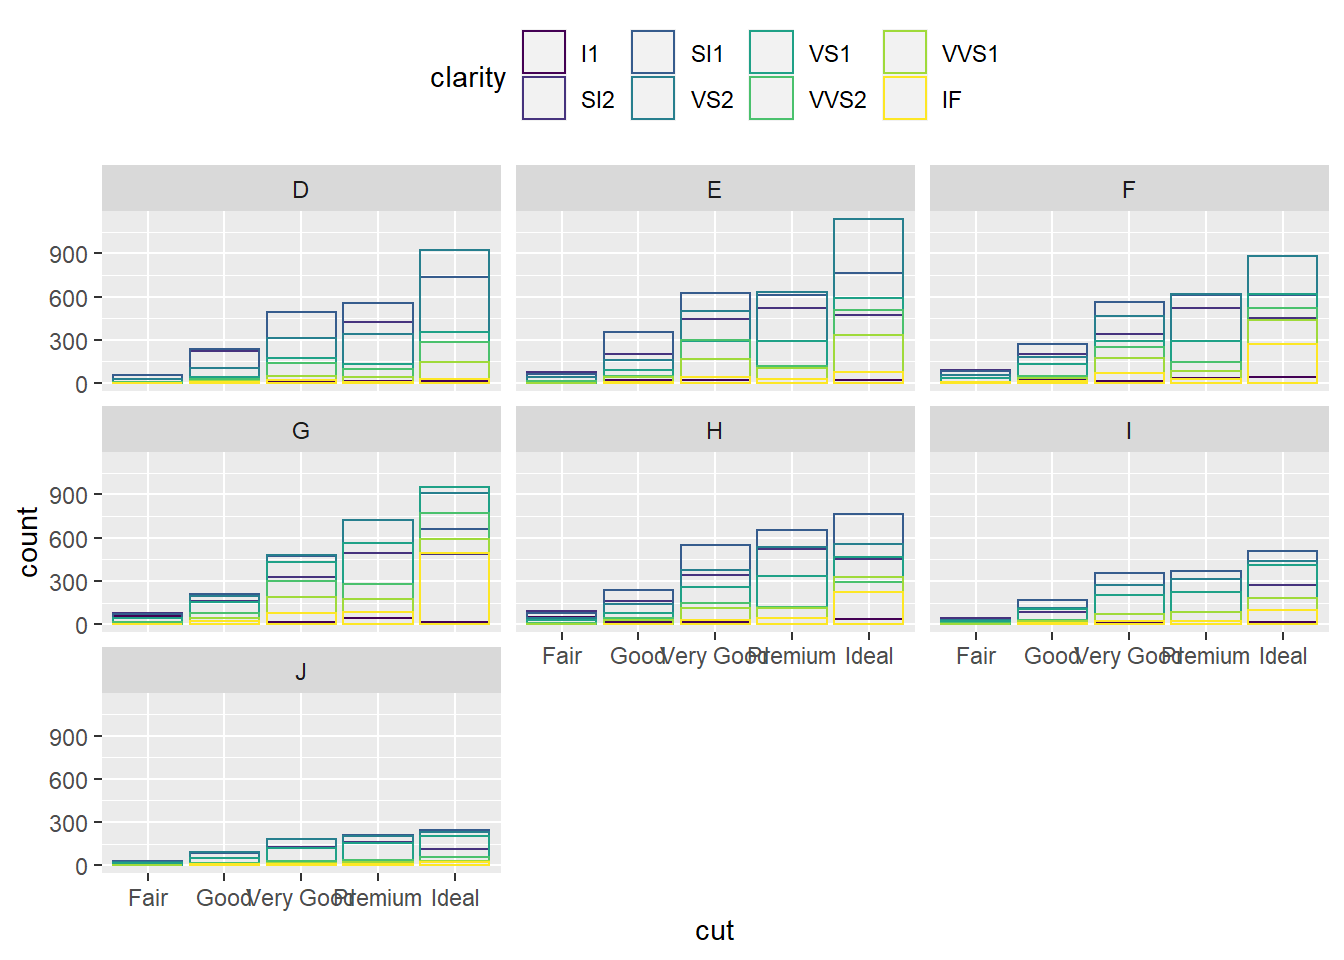 clarity
I1 SI1 VS1 VVS1
SI2 VS2 VVS2 IF
D E F
900
600
300
0
G H I
900
600
300
0
count
Fair Good Very Good Premium Ideal
Fair Good Very Good Premium Ideal
J
900
600
300
0
Fair Good Very Good Premium Ideal
cut